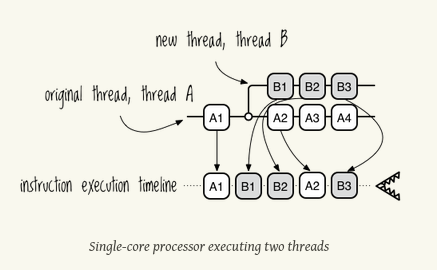 new thread, thread B
B1 B2 B3
original thread, thread A
A1 A2 A3 A4
instruction execution timeline A1 B1 B2 A2 B3
Single-core processor executing two threads